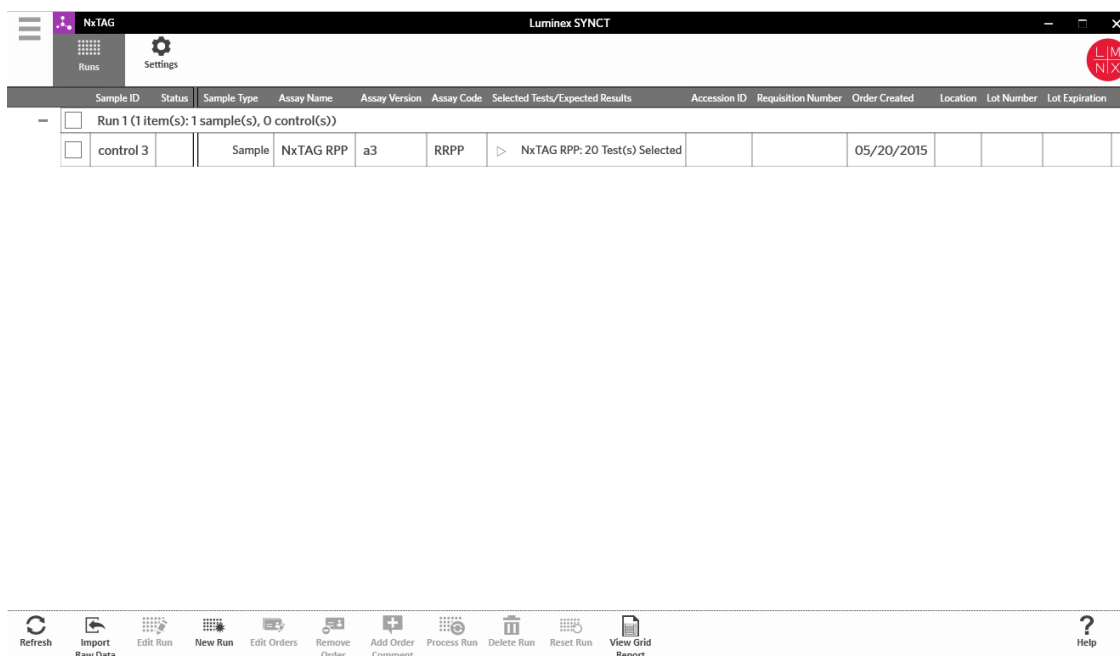 NxTAG Luminex SYNCT
Runs Settings
L M
N X
Sample ID Status Sample Type Assay Name Assay Version Assay Code Selected Tests/Expected Results Accession ID Requisition Number Order Created Location Lot Number Lot Expiration
Run 1 (1 item(s): 1 sample(s), 0 control(s))
control 3 Sample NxTAG RPP a3 RRPP NxTAG RPP: 20 Test(s) Selected 05/20/2015
Refresh Import Edit Run New Run Edit Orders Remove Add Order Process Run Delete Run Reset Run View Grid Help
Raw Data Order Comment Report